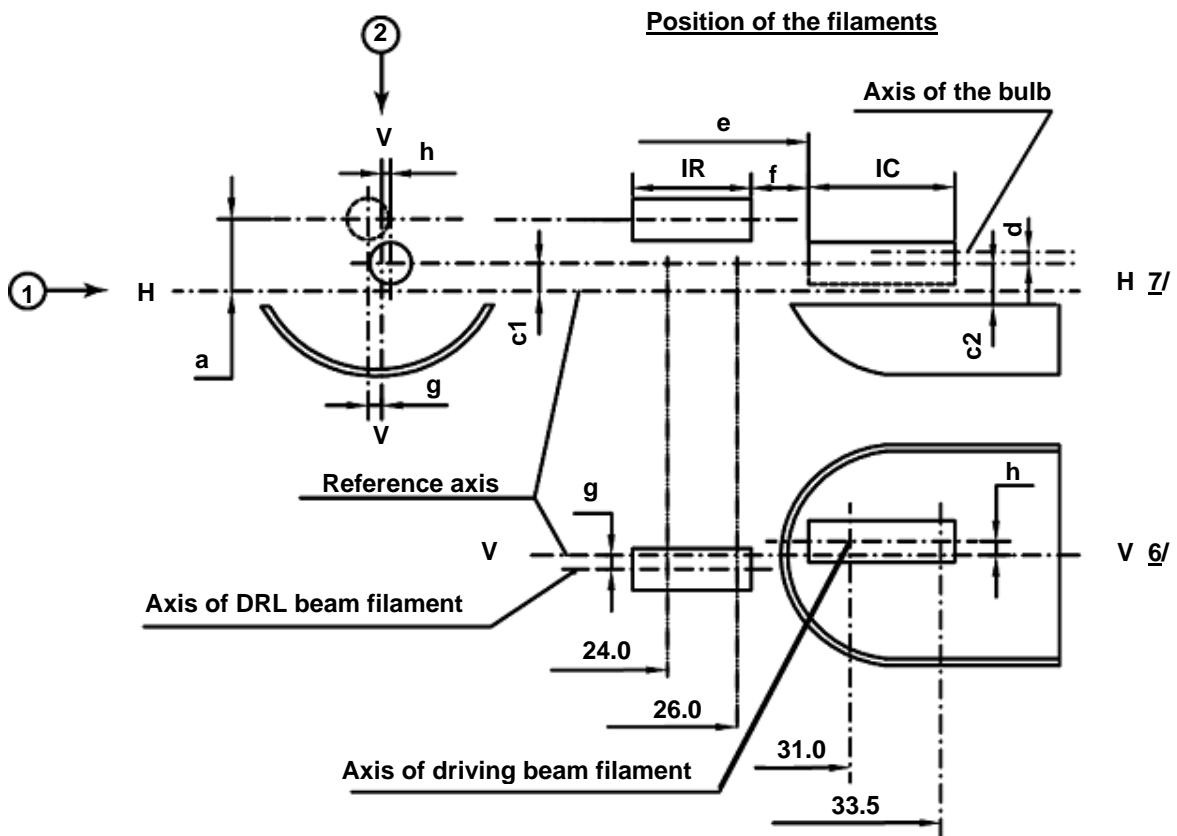 Position of the filaments
2
Axis of the bulb
e
V
h
IR
f
IC
d
1
H
H 7/
a
c1
c2
g
V
Reference axis
g
h
V
V 6/
Axis of DRL beam filament
24.0
26.0
31.0
Axis of driving beam filament
33.5